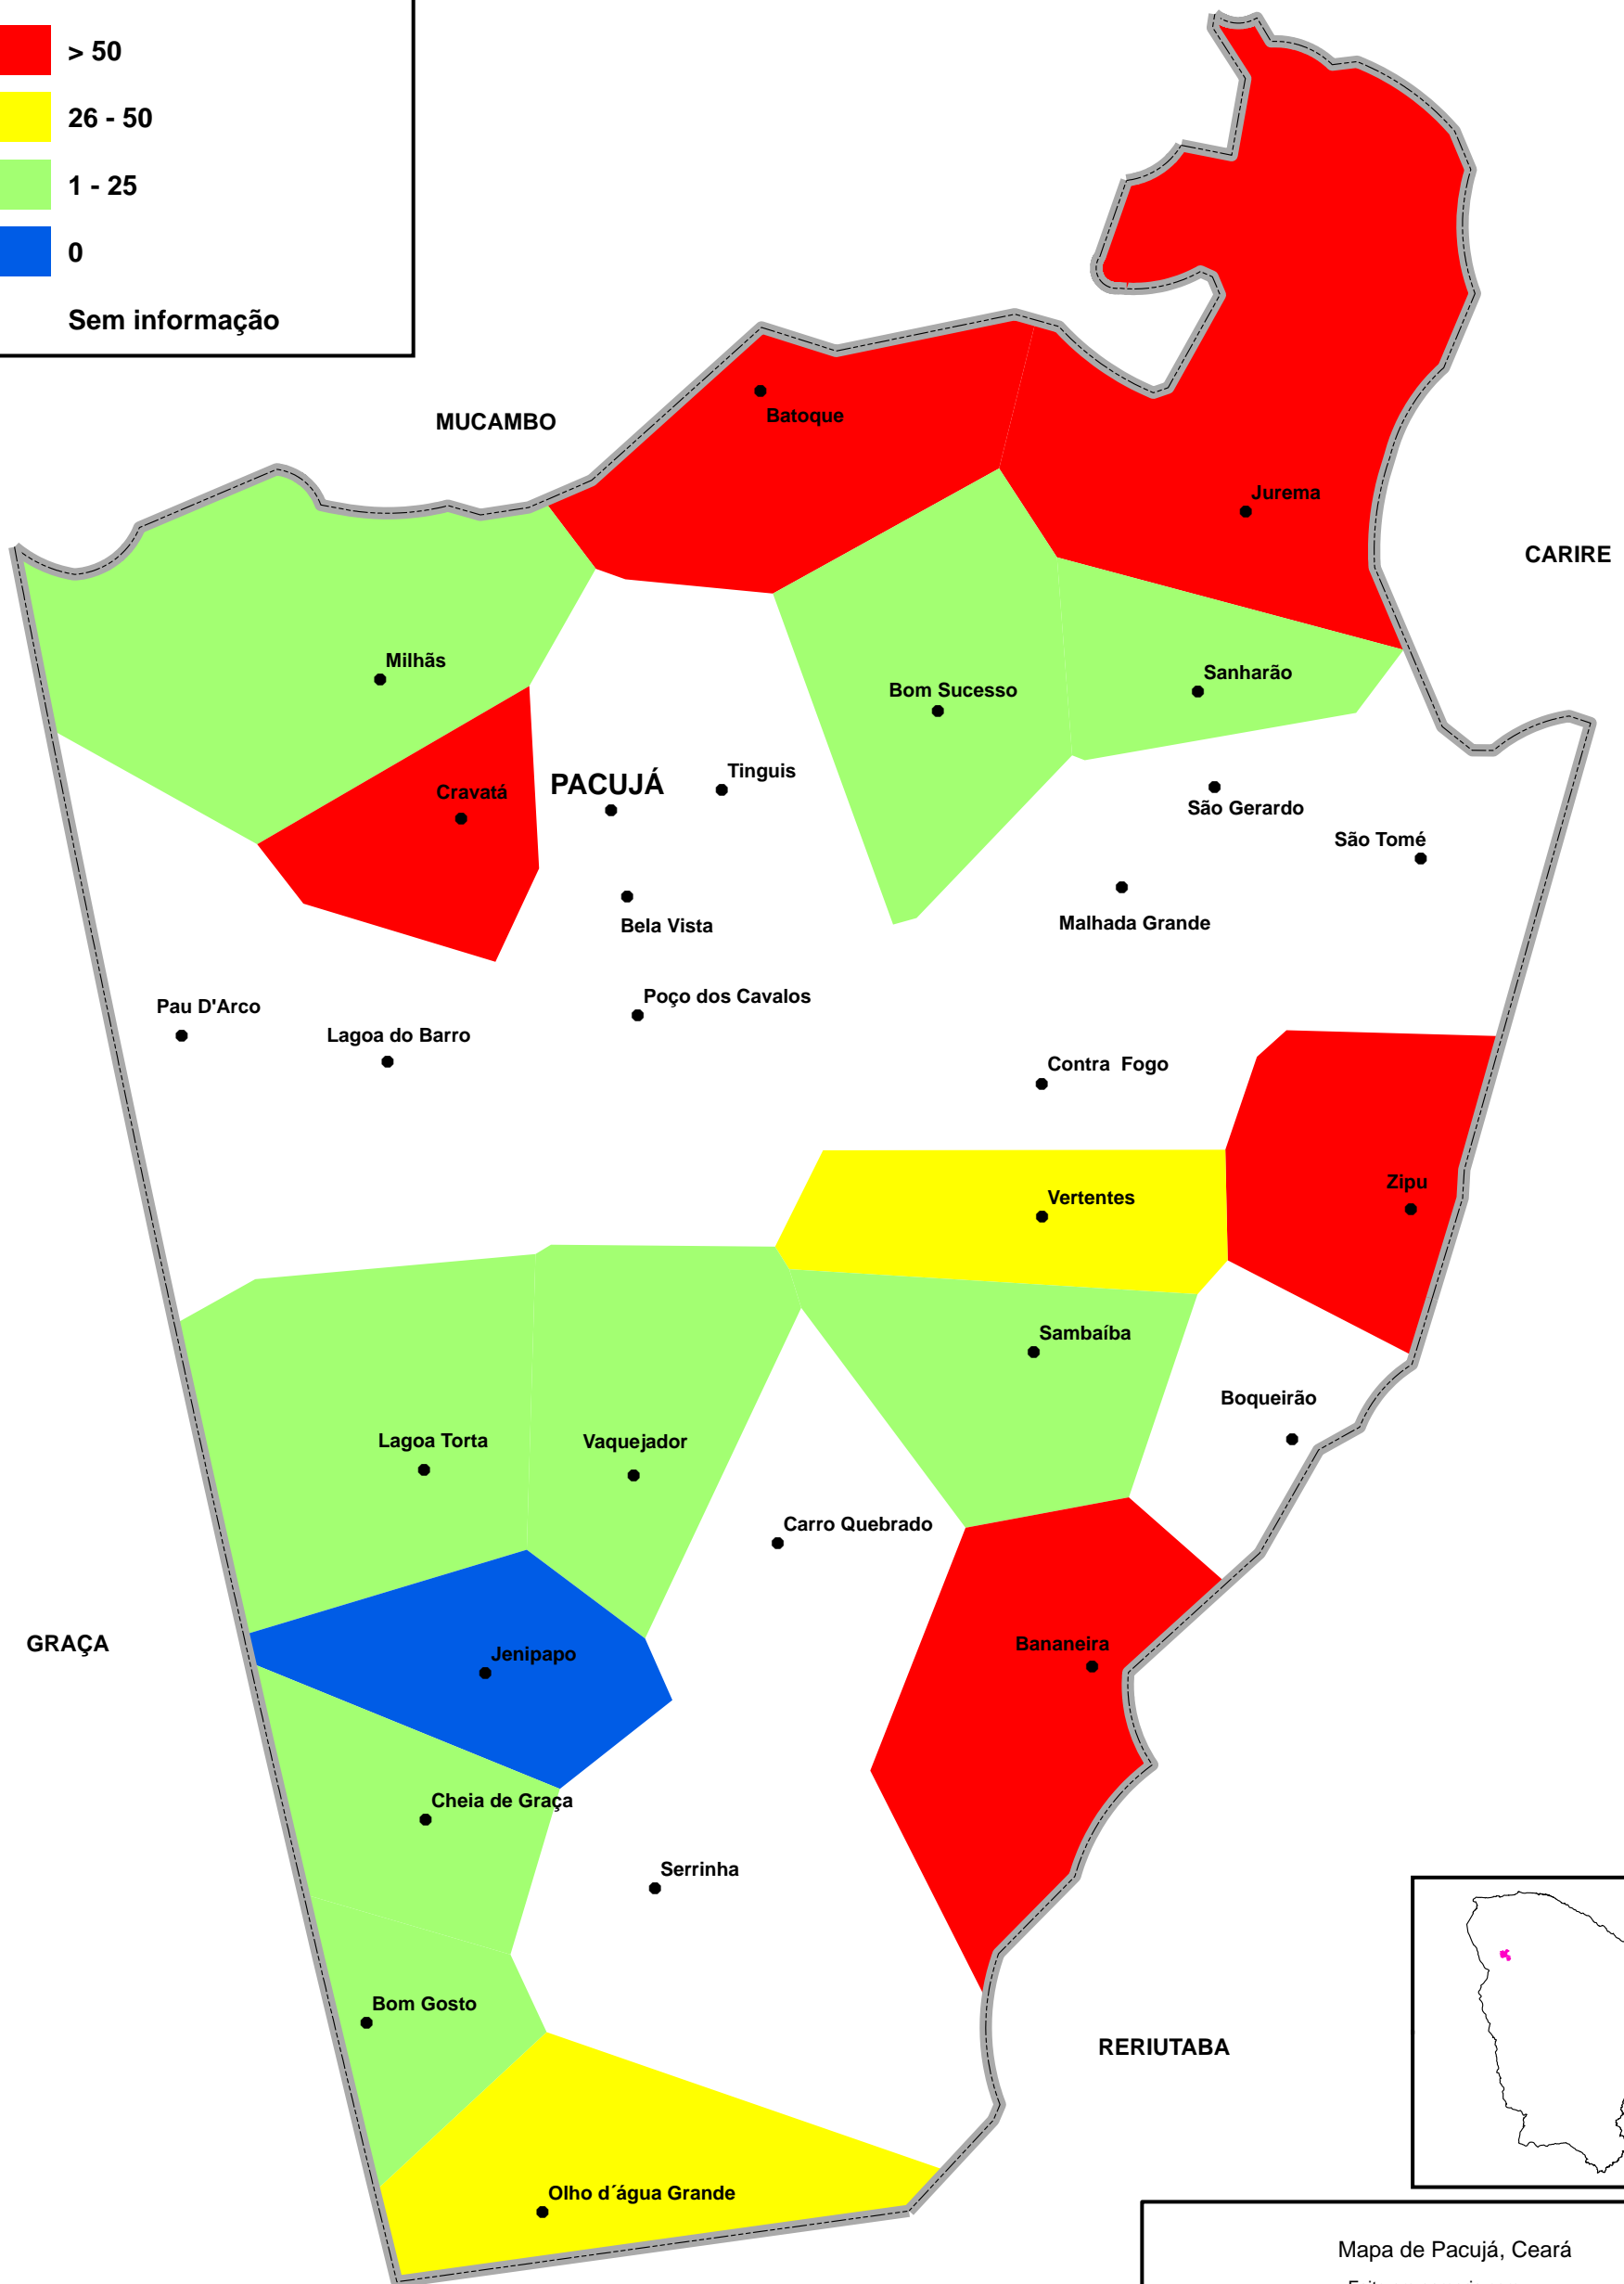 > 50
26 - 50
1 - 25
0
Sem informação
MUCAMBO
Batoque
Jurema
CARIRE
Milhãs
Sanharão
Bom Sucesso
Tinguis
PACUJÁ
Cravatá
São Gerardo
São Tomé
Bela Vista
Malhada Grande
Poço dos Cavalos
Pau D'Arco
Lagoa do Barro
Contra  Fogo
Zipu
Vertentes
Sambaíba
Boqueirão
Lagoa Torta
Vaquejador
Carro Quebrado
GRAÇA
Bananeira
Jenipapo
Cheia de Graça
Serrinha
Bom Gosto
RERIUTABA
Olho d´água Grande
Mapa de Pacujá, Ceará